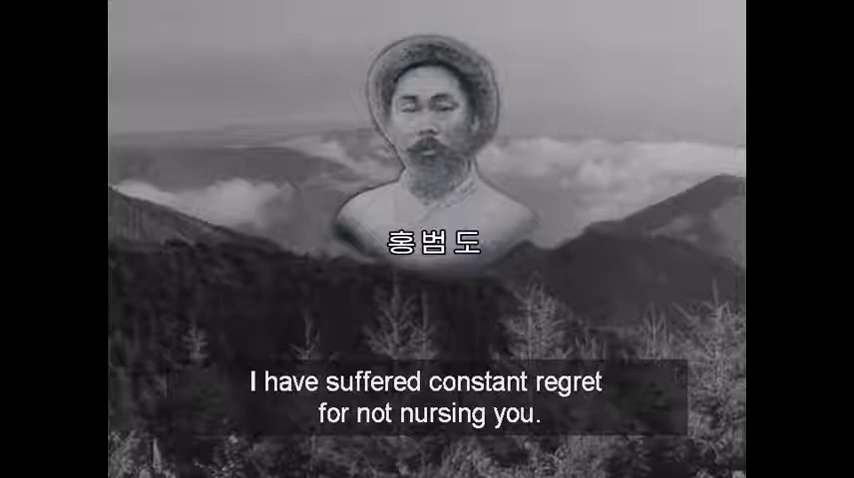 홍범도
I have suffered constant regret
for not nursing you.